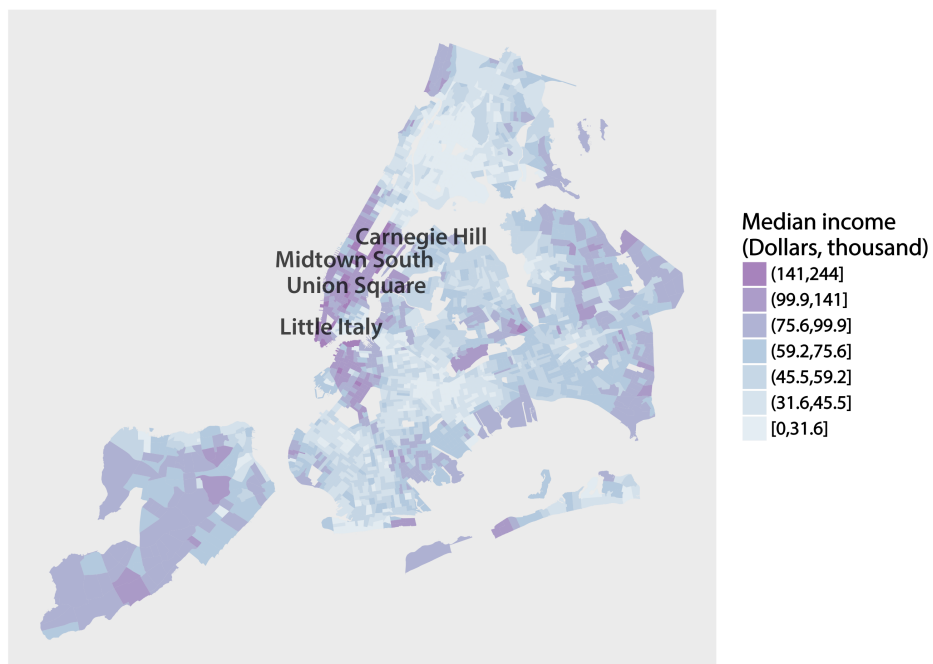 Carnegie Hill
Midtown South
Union Square
Little Italy
Median income
(Dollars, thousand)
(141,244]
(99.9,141]
(75.6,99.9]
(59.2,75.6]
(45.5,59.2]
(31.6,45.5]
[0,31.6]